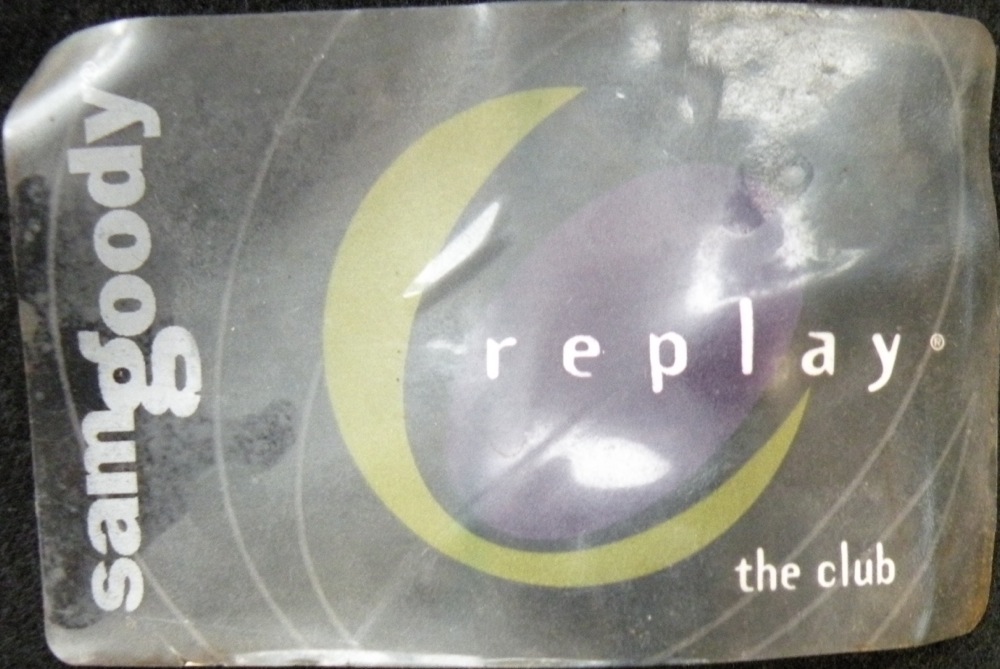 samgoody
replay®
the club